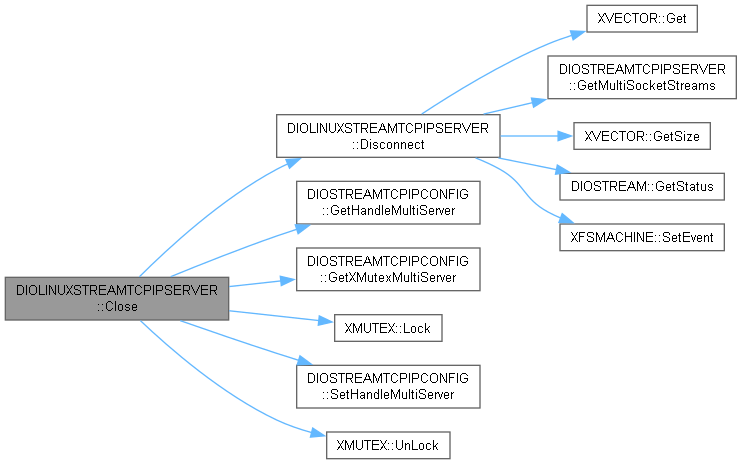 XVECTOR::Get
DIOSTREAMTCPIPSERVER
::GetMultiSocketStreams
DIOLINUXSTREAMTCPIPSERVER
::Disconnect
XVECTOR::GetSize
DIOSTREAM::GetStatus
DIOSTREAMTCPIPCONFIG
::GetHandleMultiServer
XFSMACHINE::SetEvent
DIOSTREAMTCPIPCONFIG
::GetXMutexMultiServer
DIOLINUXSTREAMTCPIPSERVER
::Close
XMUTEX::Lock
DIOSTREAMTCPIPCONFIG
::SetHandleMultiServer
XMUTEX::UnLock